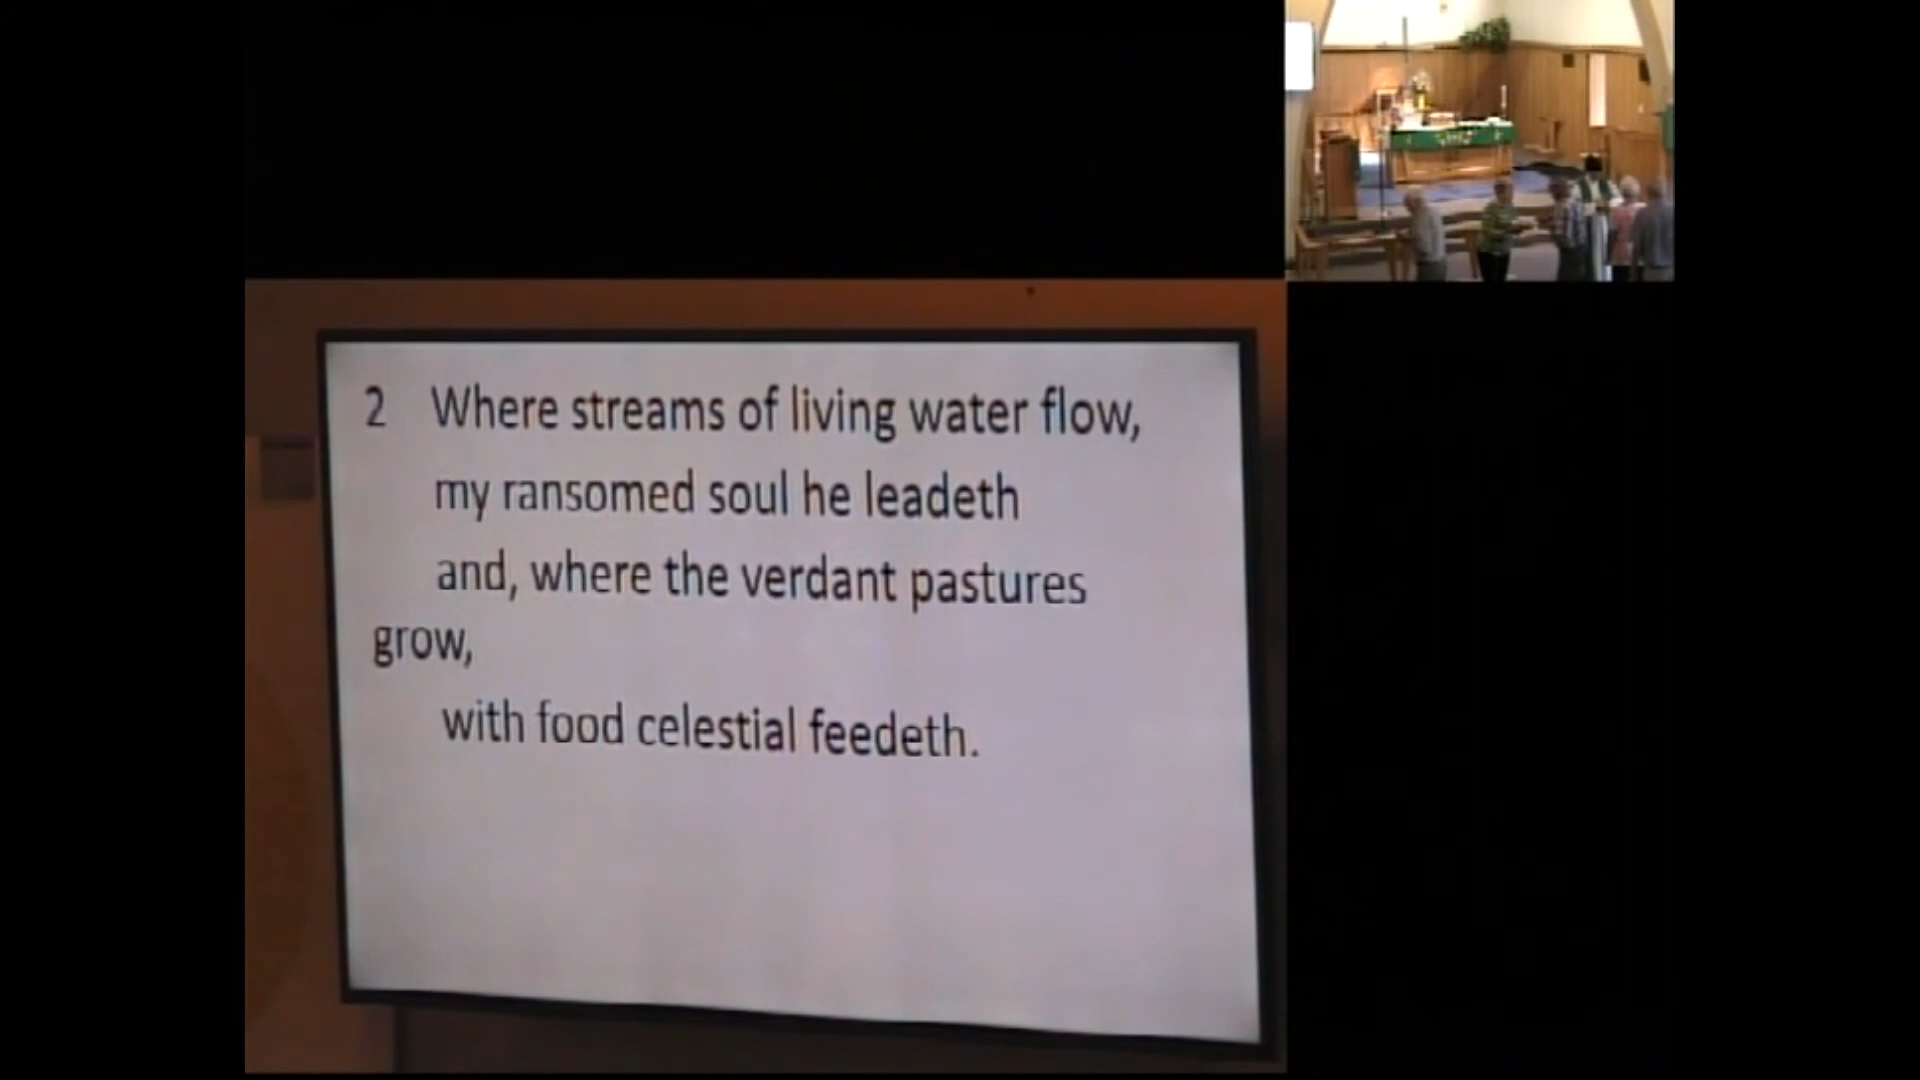 2 Where streams of living water flow,
my ransomed soul he leadeth
and, where the verdant pastures
grow,
with food celestial feedeth.